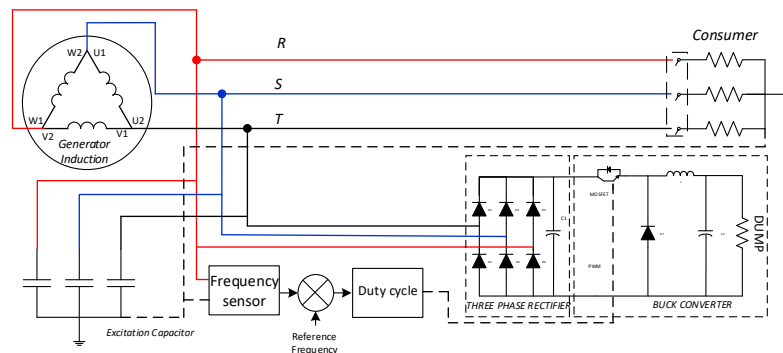 R
Consumer
W2 U1
S
T
W1
U2
V2
V1
Generator
Induction
MOSFET
C1
DUMP
PWM
Frequency
sensor
Duty cycle
THREE PHASE RECTIFIER
BUCK CONVERTER
Excitation Capacitor
Reference
Frequency